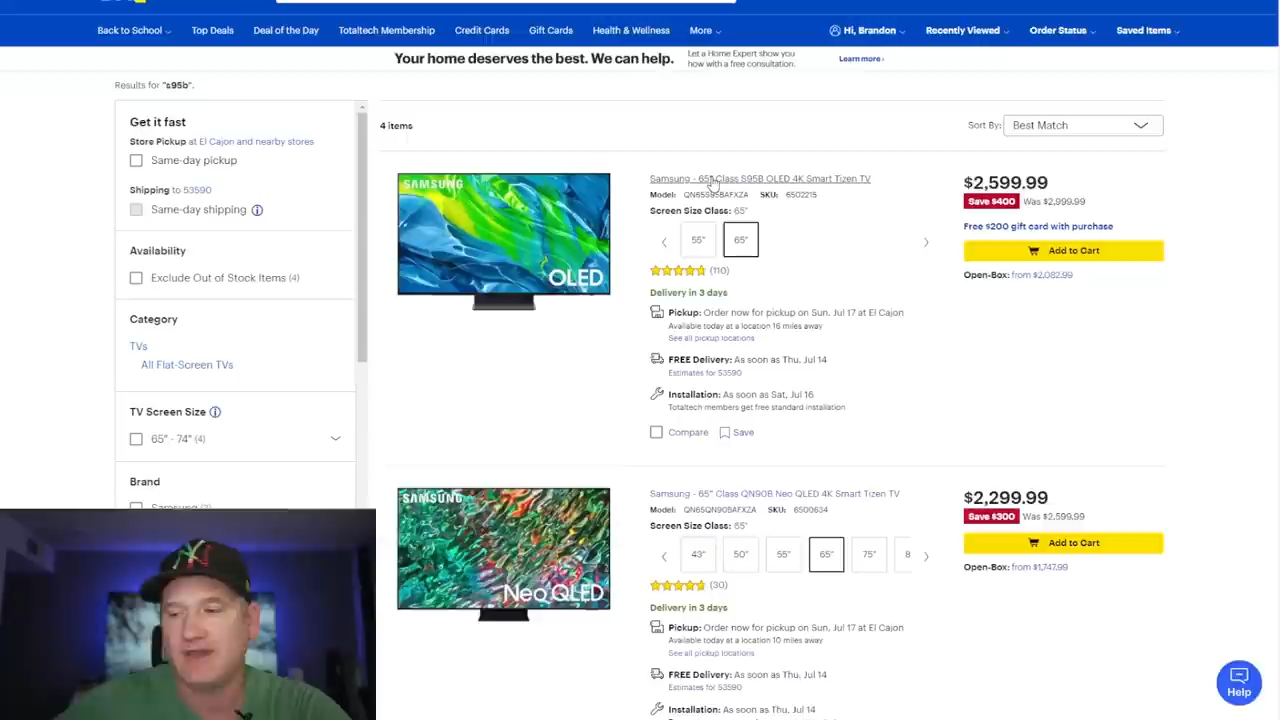 Back to School
Top Deals
Deal of the Day
Totaltech Membership
Credit Cards
Gift Cards
Health & Wellness
More
Hi, Brandon
Recently Viewed
Order Status
Saved Items
Your home deserves the best. We can help.
Let a Home Expert show you
how with a free consultation.
Learn more ›
Results for "s95b".
Get it fast
Store Pickup at El Cajon and nearby stores
Same-day pickup
Shipping to 53590
Same-day shipping
Availability
Exclude Out of Stock Items (4)
Category
TVs
All Flat-Screen TVs
TV Screen Size
65" - 74" (4)
Brand
4 items
Sort By: Best Match
SAMSUNG
OLED
Samsung - 65" Class S95B OLED 4K Smart Tizen TV
Model: QN65S95BAFXZA SKU: 6502215
Screen Size Class: 65"
55"
65"
(110)
Delivery in 3 days
Pickup: Order now for pickup on Sun, Jul 17 at El Cajon
Available today at a location 16 miles away
See all pickup locations
FREE Delivery: As soon as Thu, Jul 14
Estimates for 53590
Installation: As soon as Sat, Jul 16
Totaltech members get free standard installation
Compare
Save
$2,599.99
Save $400 Was $2,999.99
Free $200 gift card with purchase
Add to Cart
Open-Box: from $2,082.99
SAMSUNG
Neo QLED
Samsung - 65" Class QN90B Neo QLED 4K Smart Tizen TV
Model: QN65QN90BAFXZA SKU: 6500634
Screen Size Class: 65"
43"
50"
55"
65"
75"
8
(30)
Delivery in 3 days
Pickup: Order now for pickup on Sun, Jul 17 at El Cajon
Available today at a location 10 miles away
See all pickup locations
FREE Delivery: As soon as Thu, Jul 14
Estimates for 53590
Installation: As soon as Thu, Jul 14
$2,299.99
Save $300 Was $2,599.99
Add to Cart
Open-Box: from $1,747.99
Help